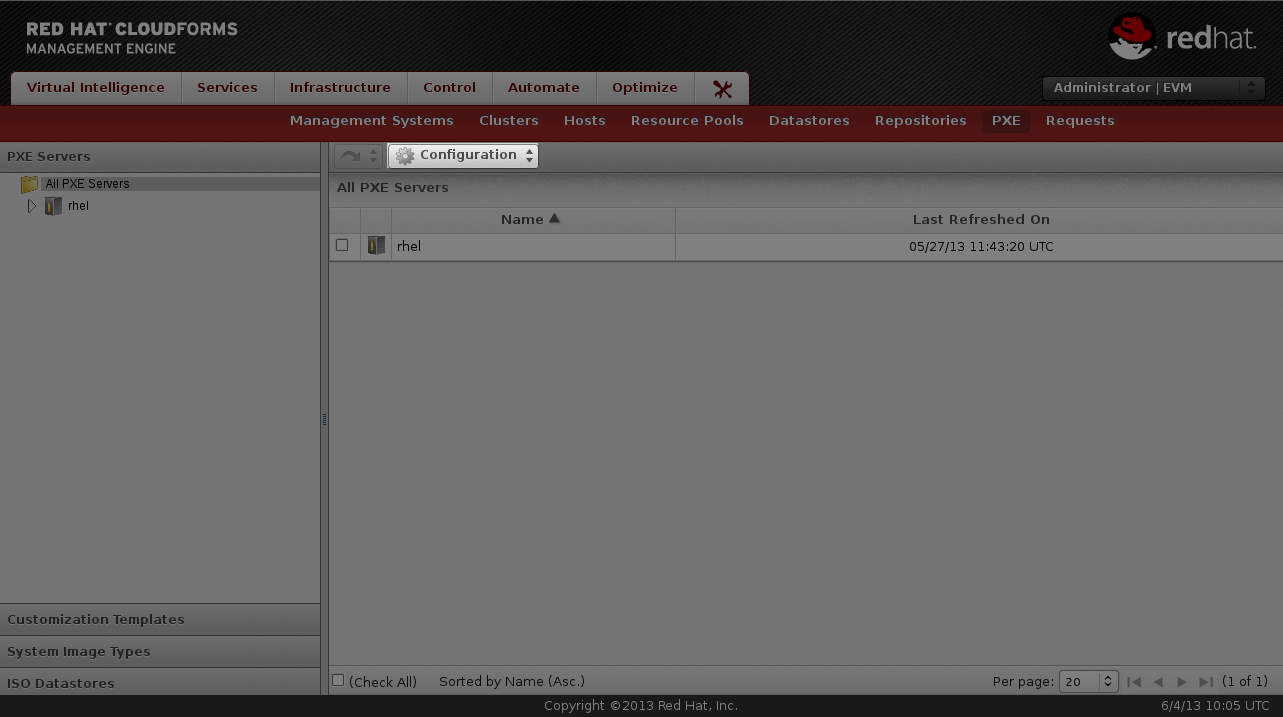 RED HAT CLOUDFORMS
MANAGEMENT ENGINE
redhat.
Virtual Intelligence Services Infrastructure Control Automate Optimize
Administrator | EVM
Management Systems Clusters Hosts Resource Pools Datastores Repositories PXE Requests
PXE Servers
Configuration
All PXE Servers
rhel
All PXE Servers
Name Last Refreshed On
rhel 05/27/13 11:43:20 UTC
Customization Templates
System Image Types
ISO Datastores
(Check All) Sorted by Name (Asc.) Per page: 20 (1 of 1)
Copyright ©2013 Red Hat, Inc. 6/4/13 10:05 UTC